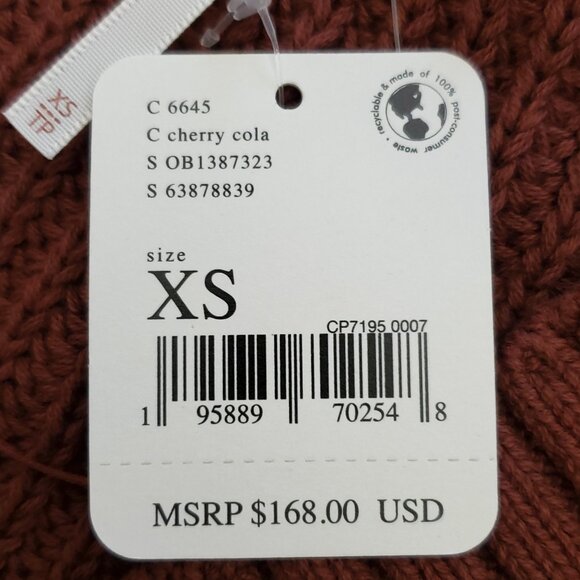 XS
TP
C 6645
C cherry cola
S OB1387323
S 63878839
recyclable & made of 100% post-consumer waste •
size
XS
CP7195 0007
1 95889 70254 8
MSRP $168.00 USD